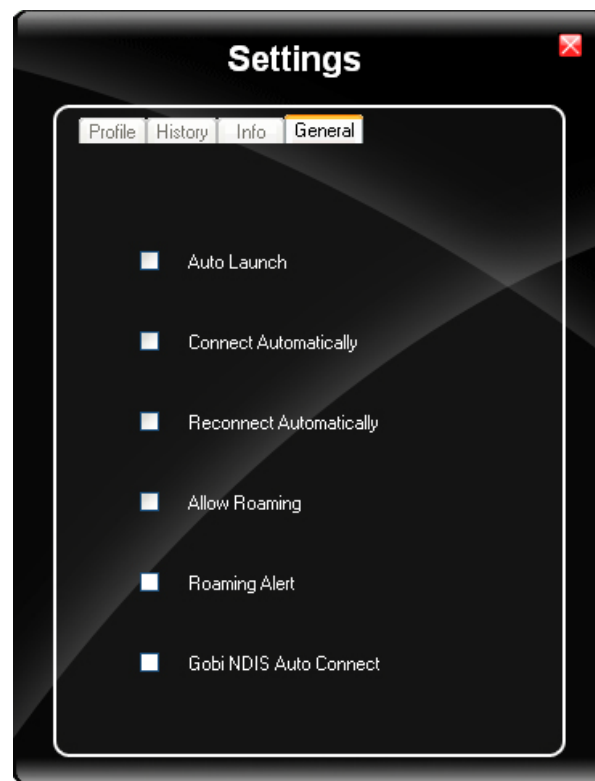 Settings
Profile History Info General
Auto Launch
Connect Automatically
Reconnect Automatically
Allow Roaming
Roaming Alert
Gobi NDIS Auto Connect